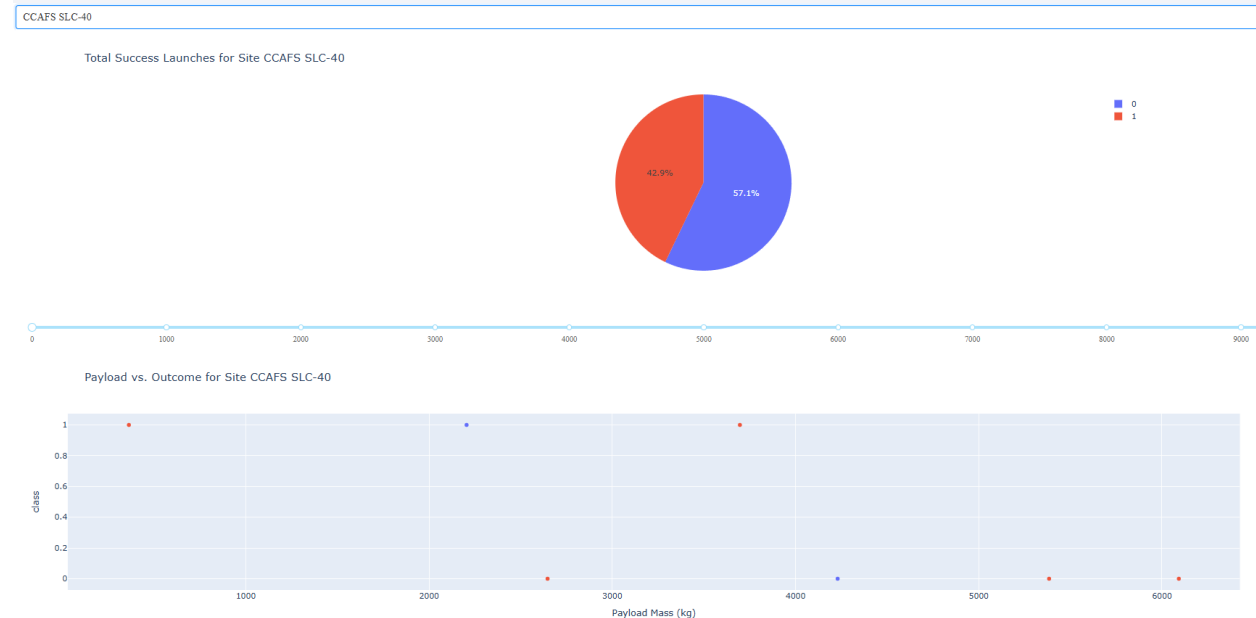 CCAFS SLC-40
Total Success Launches for Site CCAFS SLC-40
0
1
42.9%
57.1%
0 1000 2000 3000 4000 5000 6000 7000 8000 9000
Payload vs. Outcome for Site CCAFS SLC-40
1
0.8
0.6
class
0.4
0.2
0
1000 2000 3000 4000 5000 6000
Payload Mass (kg)